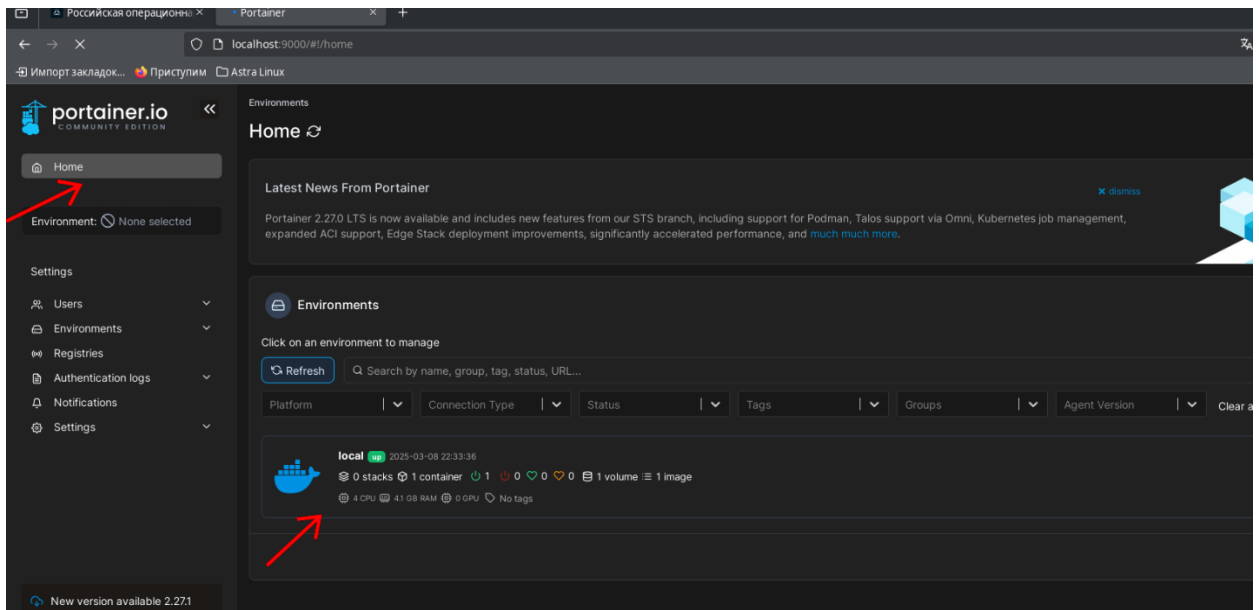 Российская операционна
Portainer
localhost:9000/#!/home
Импорт закладок... Приступим Astra Linux
portainer.io
COMMUNITY EDITION
Home
Environment: None selected
Settings
Users
Environments
Registries
Authentication logs
Notifications
Settings
New version available 2.27.1
Environments
Home
Latest News From Portainer
dismiss
Portainer 2.27.0 LTS is now available and includes new features from our STS branch, including support for Podman, Talos support via Omni, Kubernetes job management,
expanded ACI support, Edge Stack deployment improvements, significantly accelerated performance, and much much more.
Environments
Click on an environment to manage
Refresh Search by name, group, tag, status, URL...
Platform Connection Type Status Tags Groups Agent Version Clear a
local up 2025-03-08 22:33:36
0 stacks 1 container 1 0 0 0 1 volume 1 image
4 CPU 4.1 GB RAM 0 GPU No tags